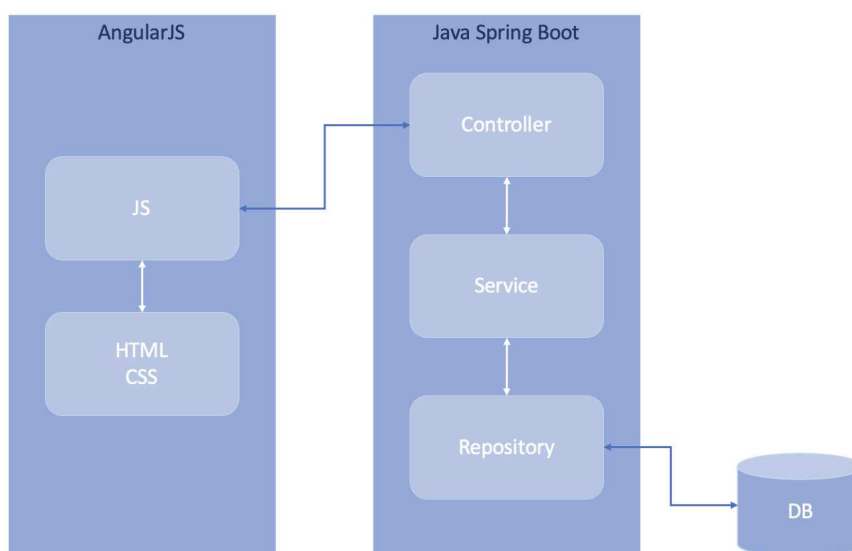 AngularJS
JS
HTML
CSS
Java Spring Boot
Controller
Service
Repository
DB